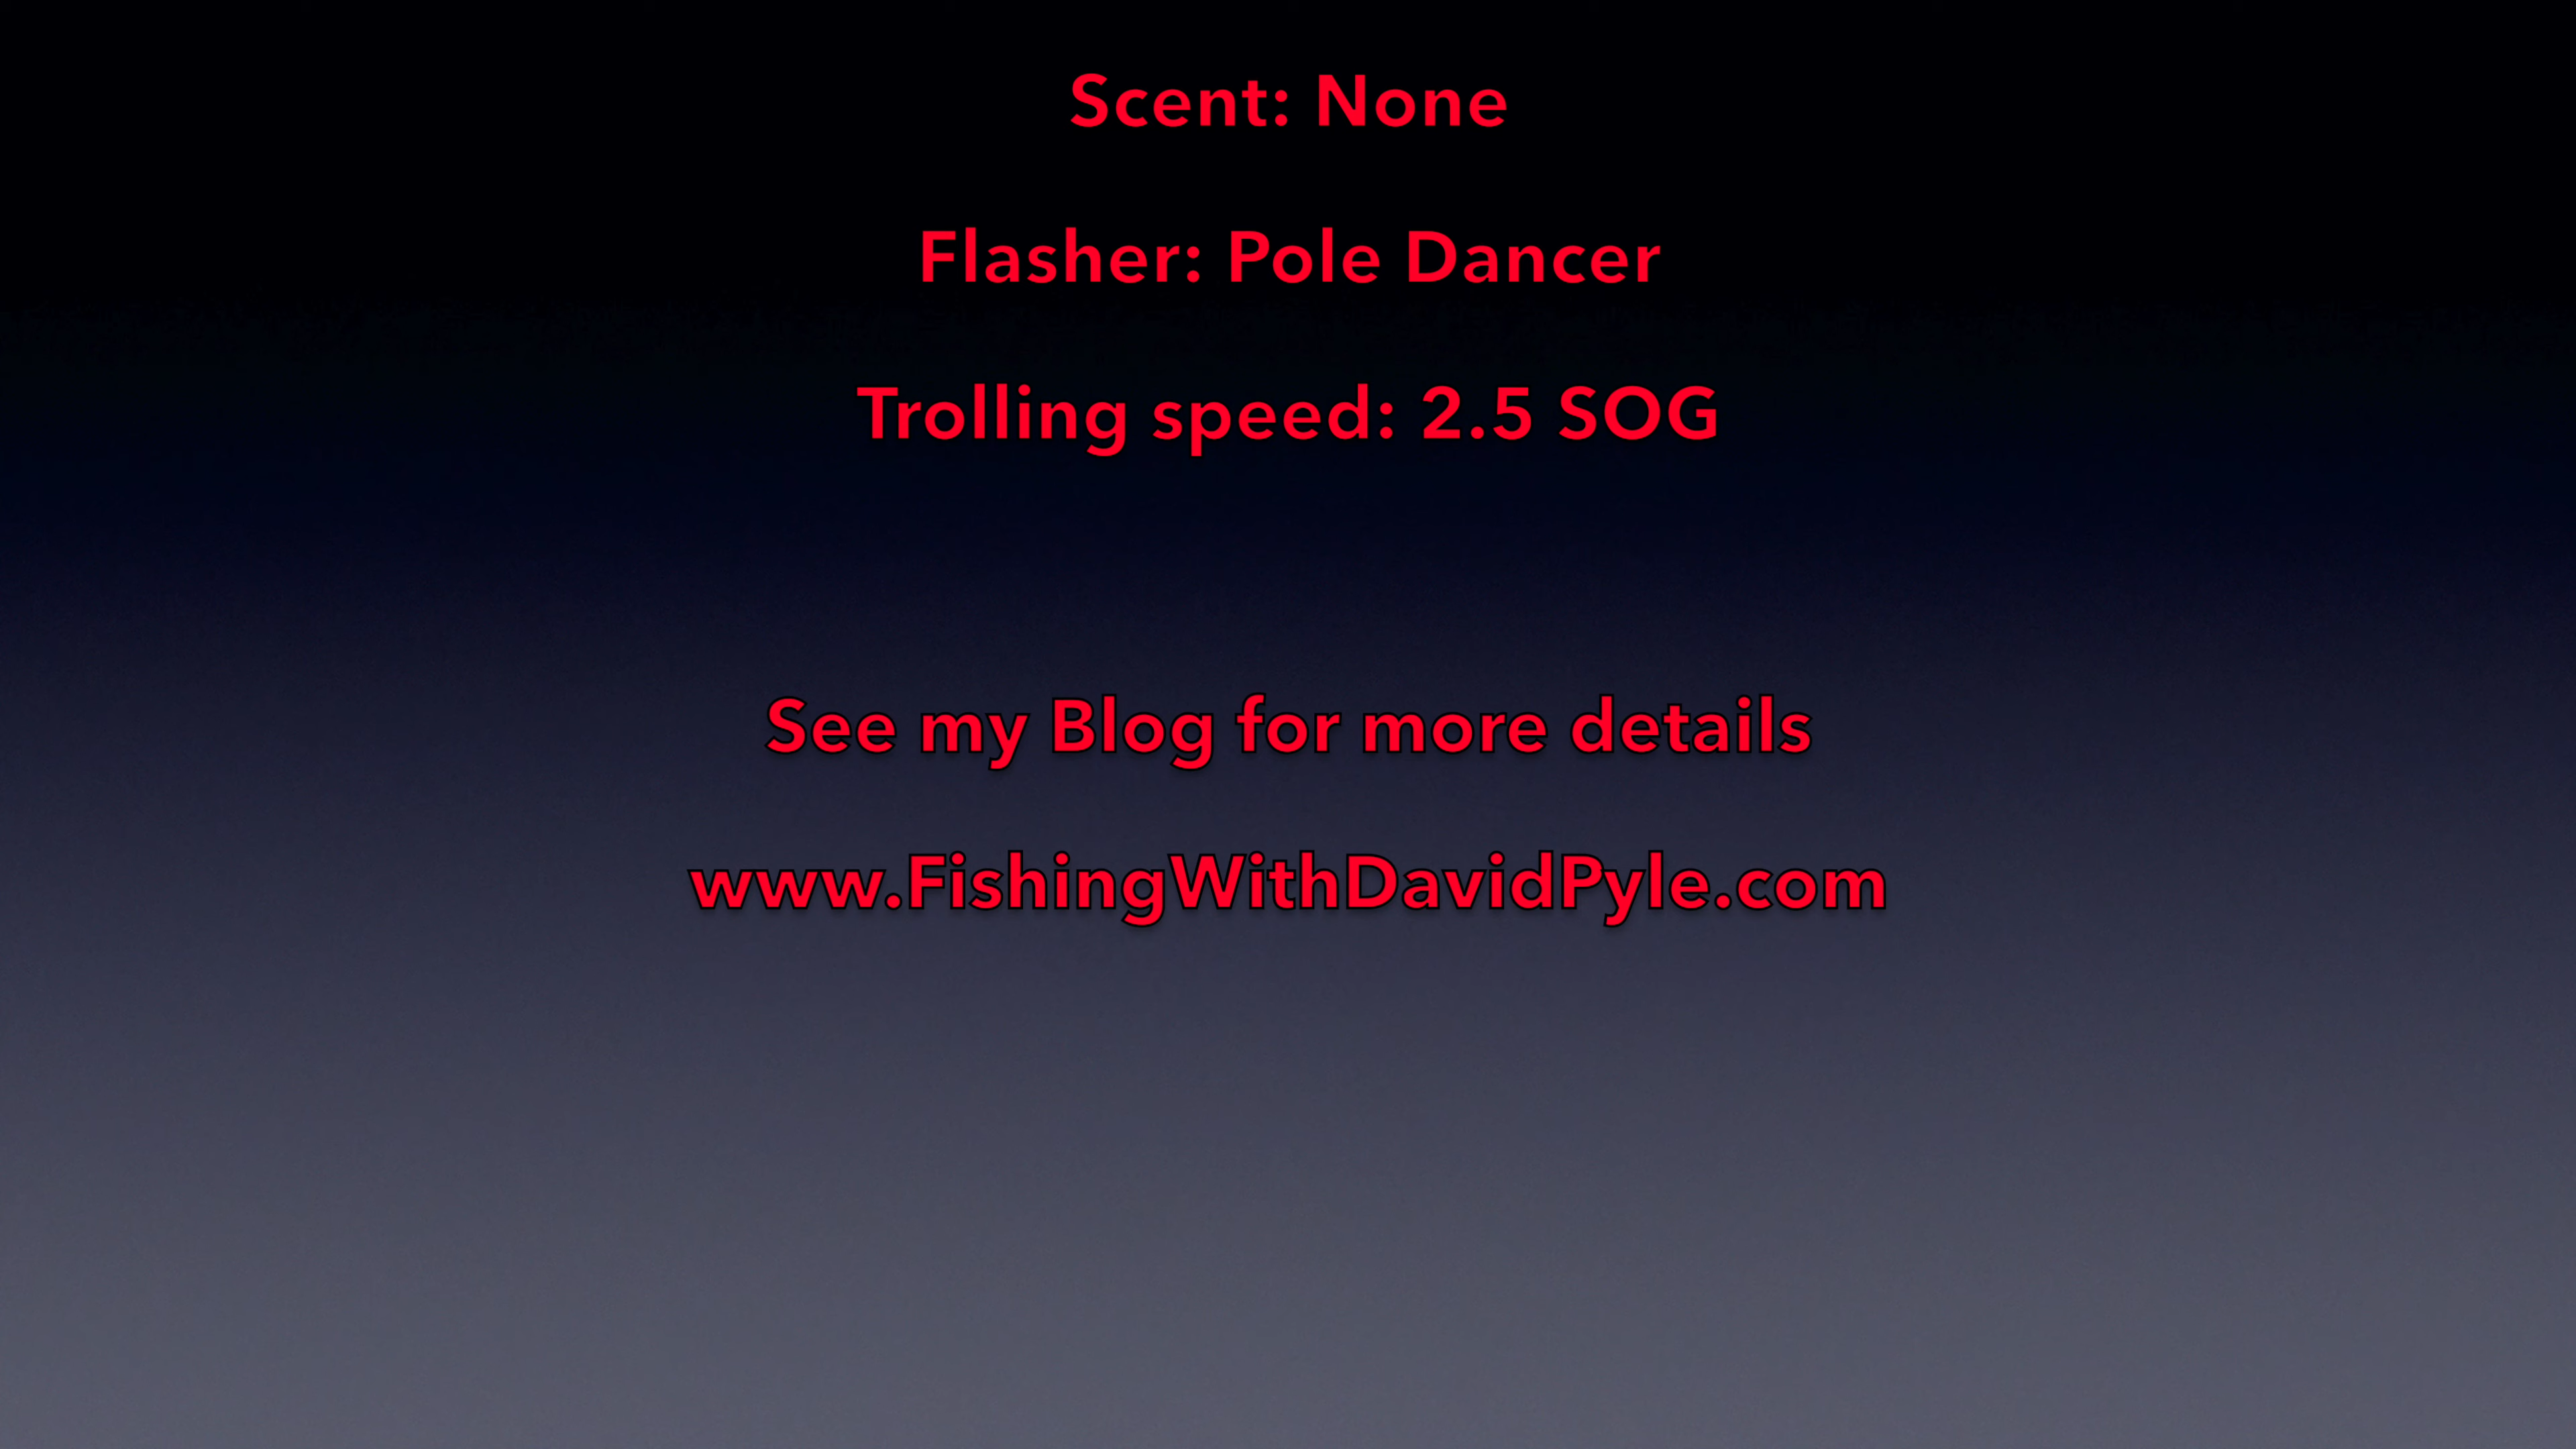 Scent: None
Flasher: Pole Dancer
Trolling speed: 2.5 SOG
See my Blog for more details
www.FishingWithDavidPyle.com